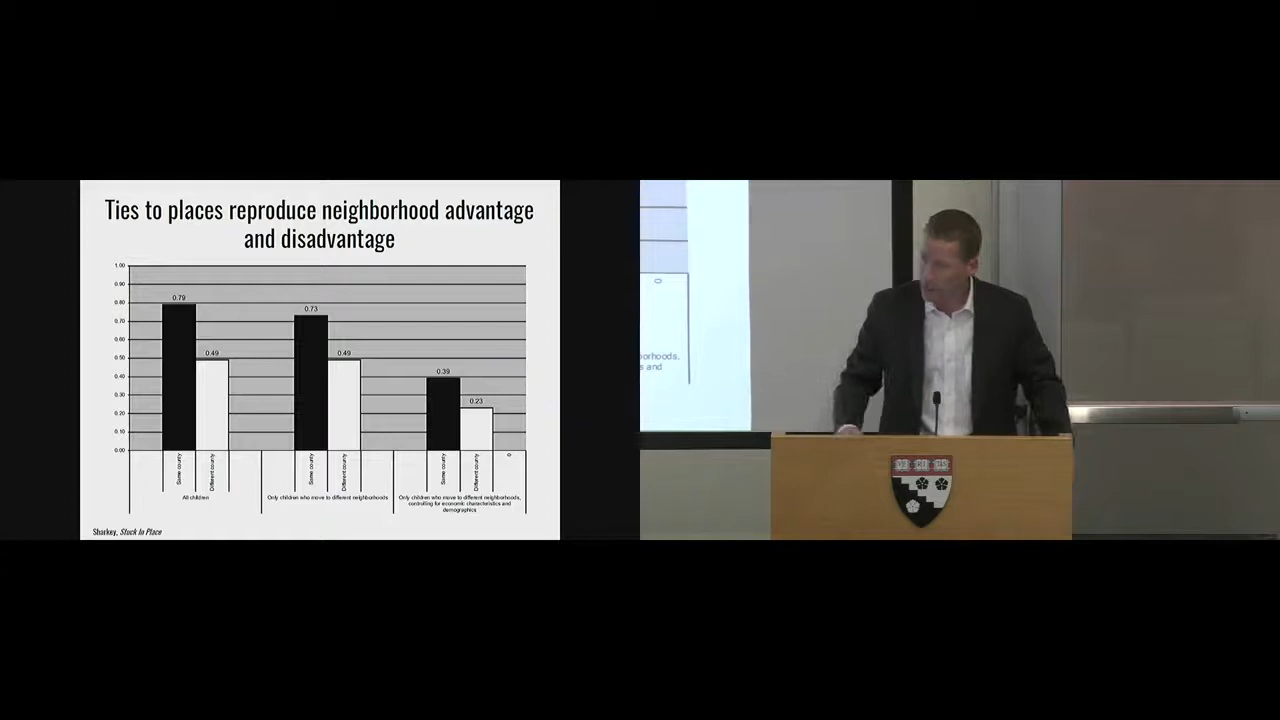 Ties to places reproduce neighborhood advantage
and disadvantage
1.00
0.90
0.80
0.70
0.60
0.50
0.40
0.30
0.20
0.10
0.00
0.79
0.49
0.73
0.49
0.39
0.23
0
Same county
Different county
Same county
Different county
Same county
Different county
All children
Only children who move to different neighborhoods
Only children who move to different neighborhoods,
controlling for economic characteristics and
demographics
Sharkey, Stuck In Place
0
orhoods,
s and